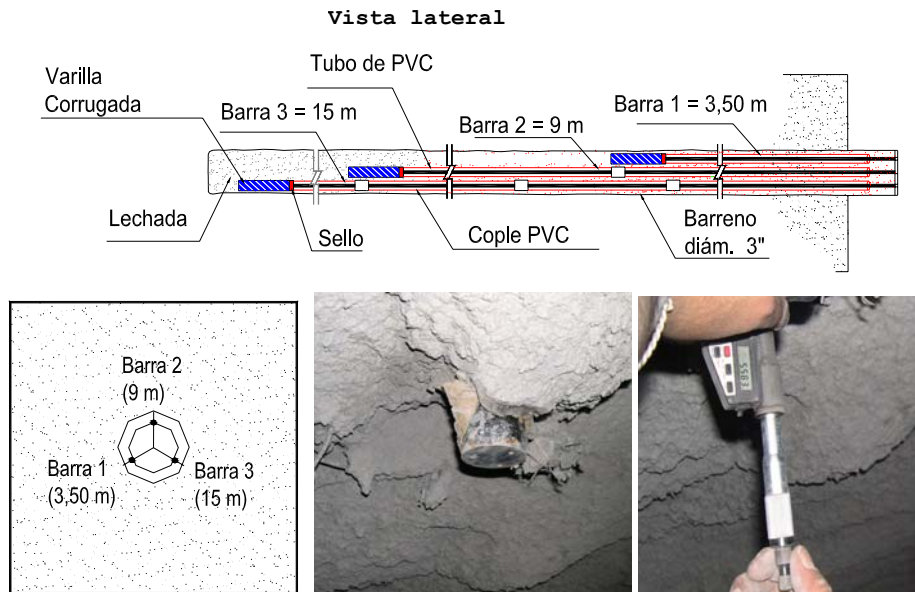 Vista lateral
Tubo de PVC
Varilla
Corrugada
Barra 3 = 15 m
Barra 2 = 9 m
Barra 1 = 3,50 m
Lechada
Sello
Cople PVC
Barreno
diám. 3"
Barra 2
(9 m)
Barra 1
(3,50 m)
Barra 3
(15 m)